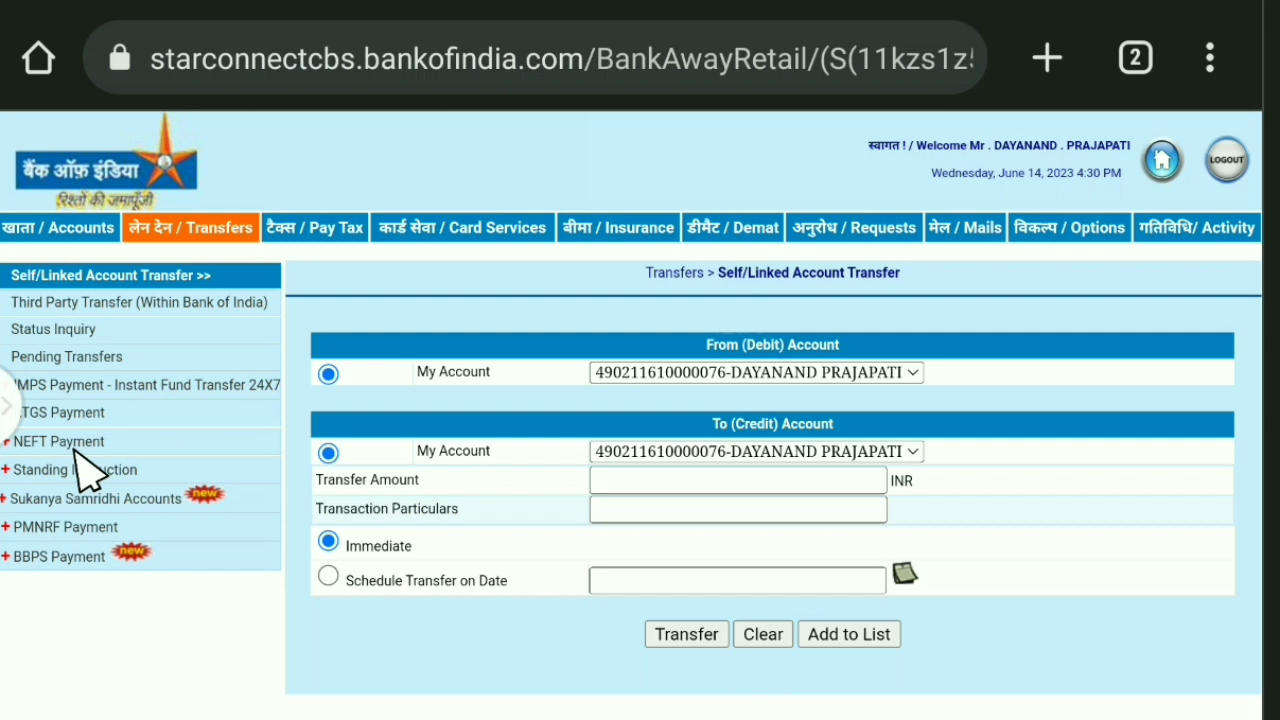 starconnectcbs.bankofindia.com/BankAwayRetail/(S(11kzs1z5
2
बैंक ऑफ़ इंडिया
रिश्तों की जमापूँजी
स्वागत ! / Welcome Mr . DAYANAND . PRAJAPATI
Wednesday, June 14, 2023 4:30 PM
LOGOUT
खाता / Accounts लेन देन / Transfers टैक्स / Pay Tax कार्ड सेवा / Card Services बीमा / Insurance डीमैट / Demat अनुरोध / Requests मेल / Mails विकल्प / Options गतिविधि/ Activity
Self/Linked Account Transfer >>
Third Party Transfer (Within Bank of India)
Status Inquiry
Pending Transfers
IMPS Payment - Instant Fund Transfer 24X7
TGS Payment
NEFT Payment
+ Standing
+ Sukanya Samridhi Accounts new
+ PMNRF Payment
+ BBPS Payment new
Transfers > Self/Linked Account Transfer
From (Debit) Account
My Account 490211610000076-DAYANAND PRAJAPATI
To (Credit) Account
My Account 490211610000076-DAYANAND PRAJAPATI
Transfer Amount INR
Transaction Particulars
Immediate
Schedule Transfer on Date
Transfer Clear Add to List